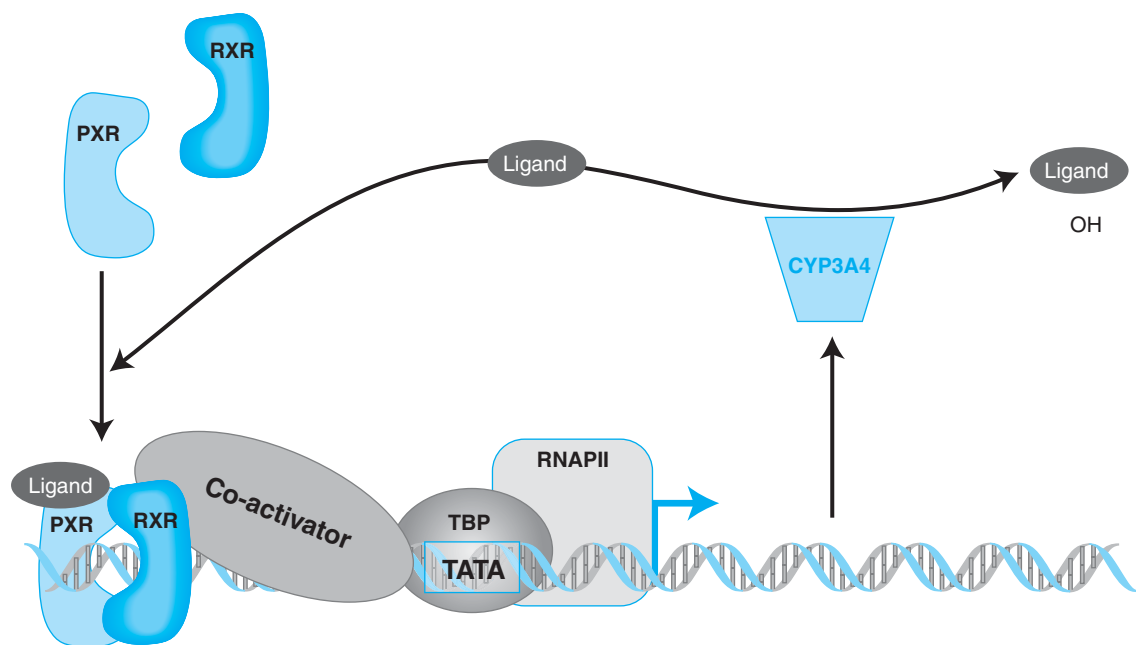 RXR
PXR
Ligand
Ligand
OH
CYP3A4
RNAPII
Ligand
Co-activator
PXR
RXR
TBP
TATA